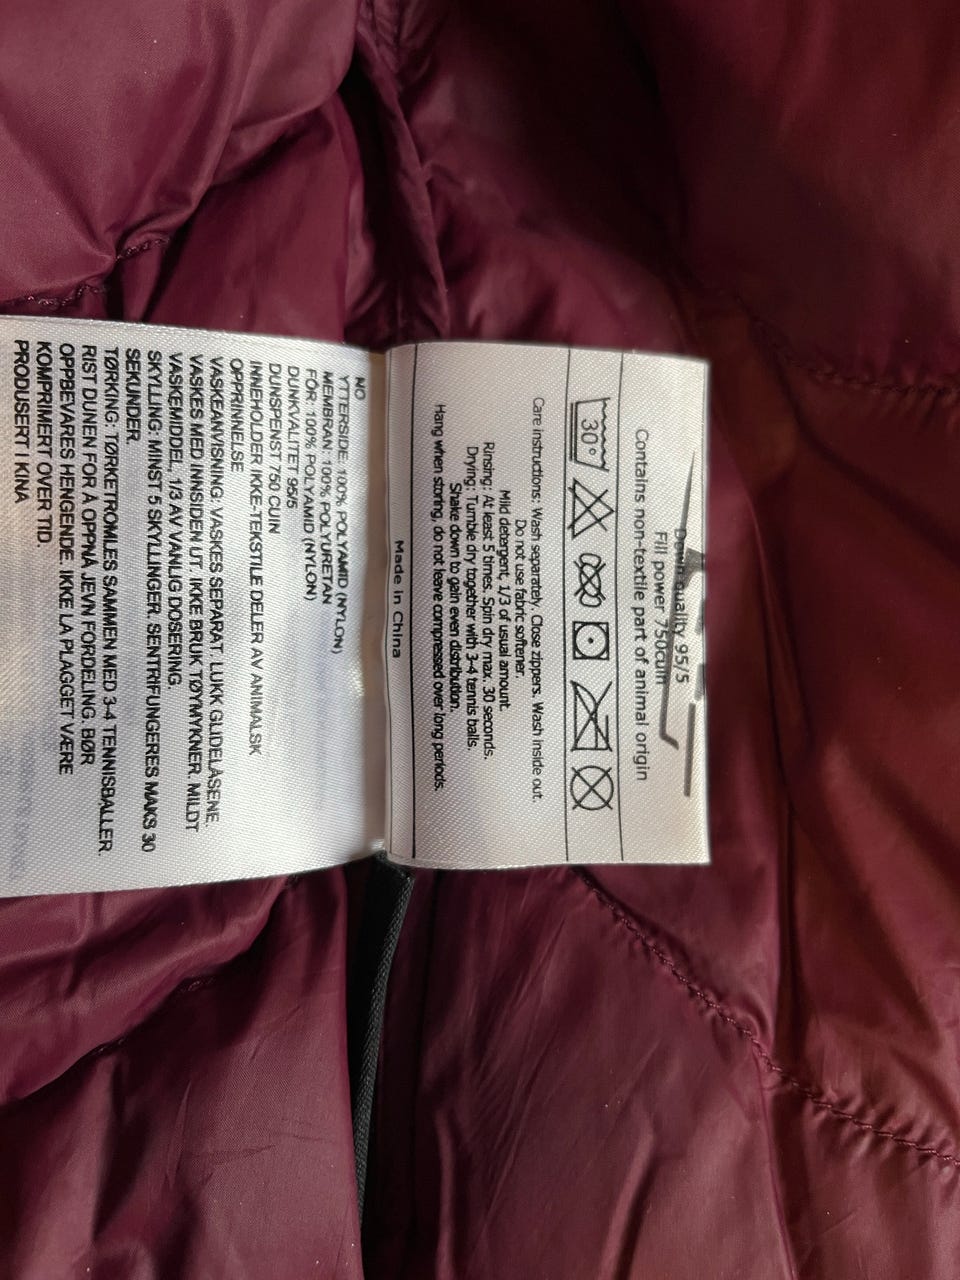 Down quality 95/5
Fill power 750cuin
Contains non-textile part of animal origin
30°
Care instructions: Wash separately. Close zippers. Wash inside out.
Do not use fabric softener.
Mild detergent, 1/3 of usual amount.
Rinsing: At least 5 times. Spin dry max. 30 seconds.
Drying: Tumble dry together with 3-4 tennis balls.
Shake down to gain even distribution.
Hang when storing, do not leave compressed over long periods.
Made in China
NO
YTTERSIDE: 100% POLYAMID (NYLON)
MEMBRAN: 100% POLYURETAN
FÔR: 100% POLYAMID (NYLON)
DUNKVALITET 95/5
DUNSPENST 750 CUIN
INNEHOLDER IKKE-TEKSTILE DELER AV ANIMALSK
OPPRINNELSE
VASKEANVISNING: VASKES SEPARAT. LUKK GLIDELÅSENE.
VASKES MED INNSIDEN UT. IKKE BRUK TØYMYKNER. MILDT
VASKEMIDDEL, 1/3 AV VANLIG DOSERING.
SKYLLING: MINST 5 SKYLLINGER. SENTRIFUNGERES MAKS 30
SEKUNDER.
TØRKING: TØRKETROMLES SAMMEN MED 3-4 TENNISBALLER.
RIST DUNEN FOR Å OPPNÅ JEVN FORDELING. BØR
OPPBEVARES HENGENDE. IKKE LA PLAGGET VÆRE
KOMPRIMERT OVER TID.
PRODUSERT I KINA